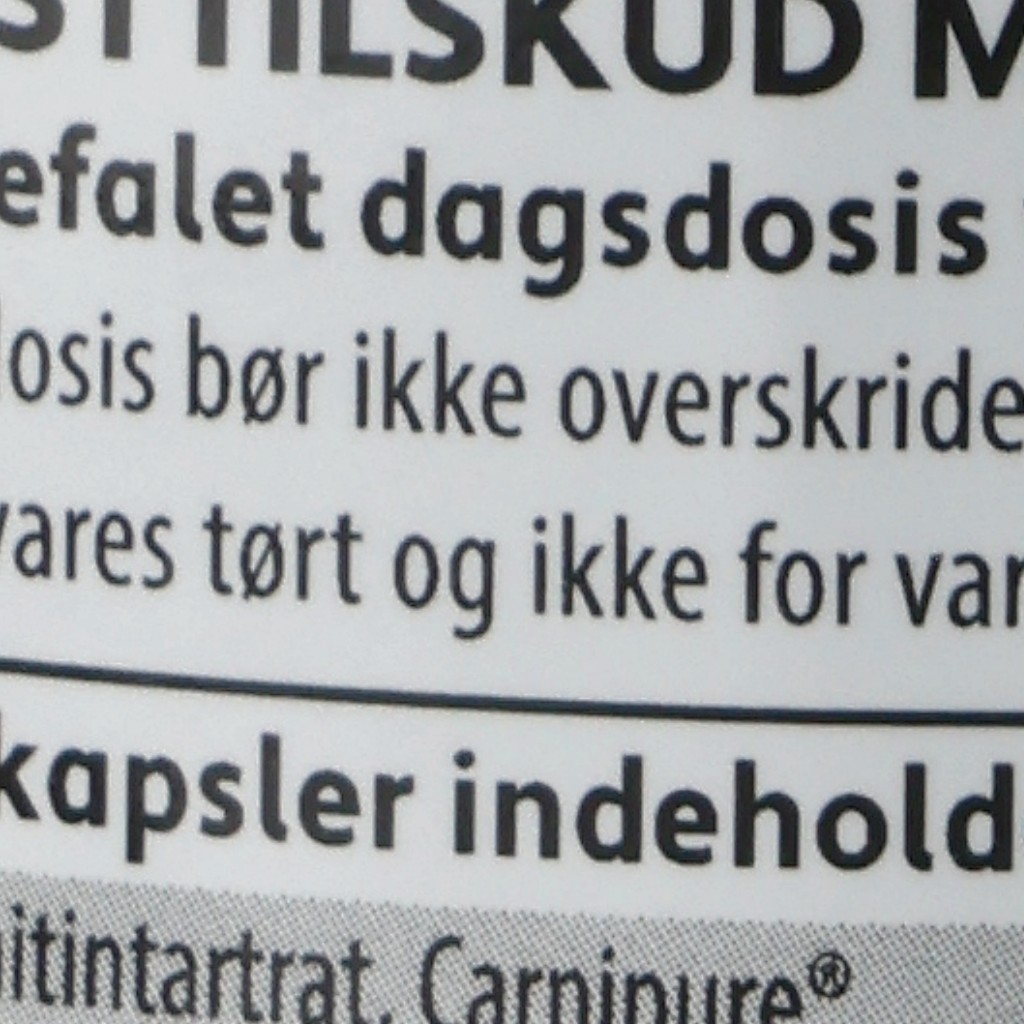 STTILSKUD M
efalet dagsdosis
osis bør ikke overskride
vares tørt og ikke for var
kapsler indehold
itintartrat, Carnipure®